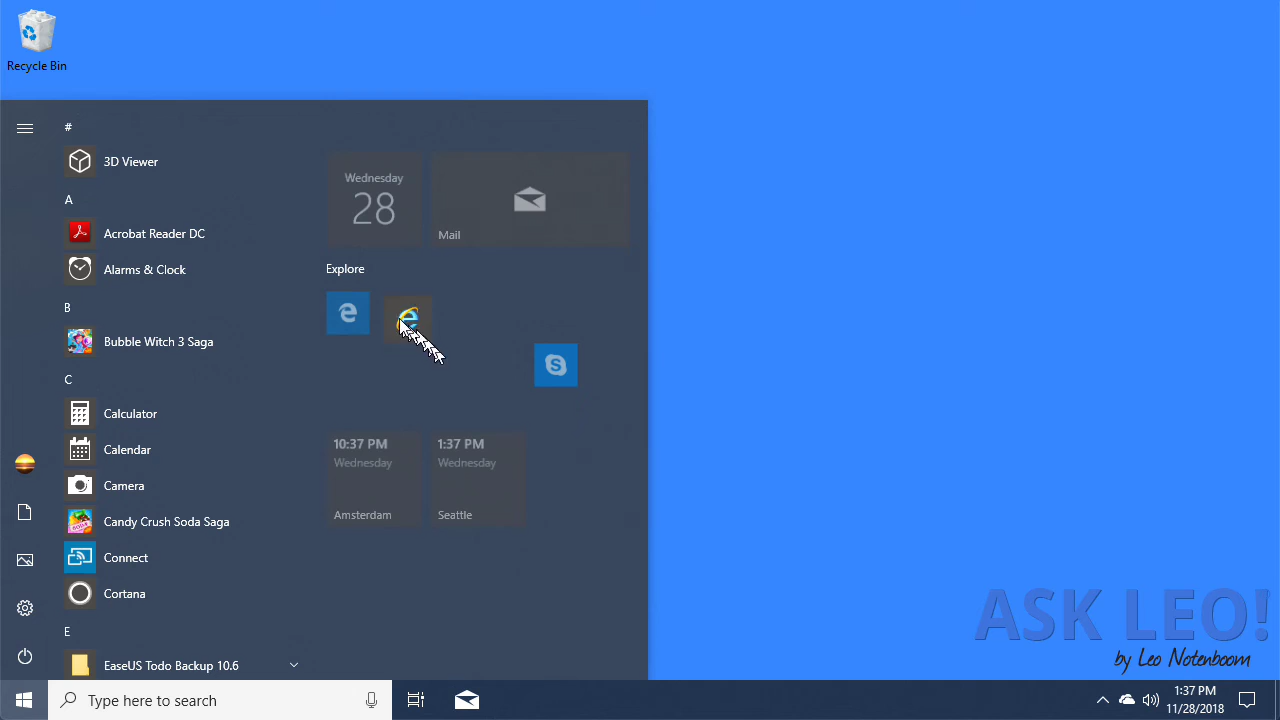 Recycle Bin
#
3D Viewer
A
Acrobat Reader DC
Alarms & Clock
B
Bubble Witch 3 Saga
C
Calculator
Calendar
Camera
Candy Crush Soda Saga
Connect
Cortana
E
EaseUS Todo Backup 10.6
Wednesday
28
Mail
Explore
10:37 PM
Wednesday
Amsterdam
1:37 PM
Wednesday
Seattle
ASK LEO!
by Leo Notenboom
Type here to search
1:37 PM
11/28/2018